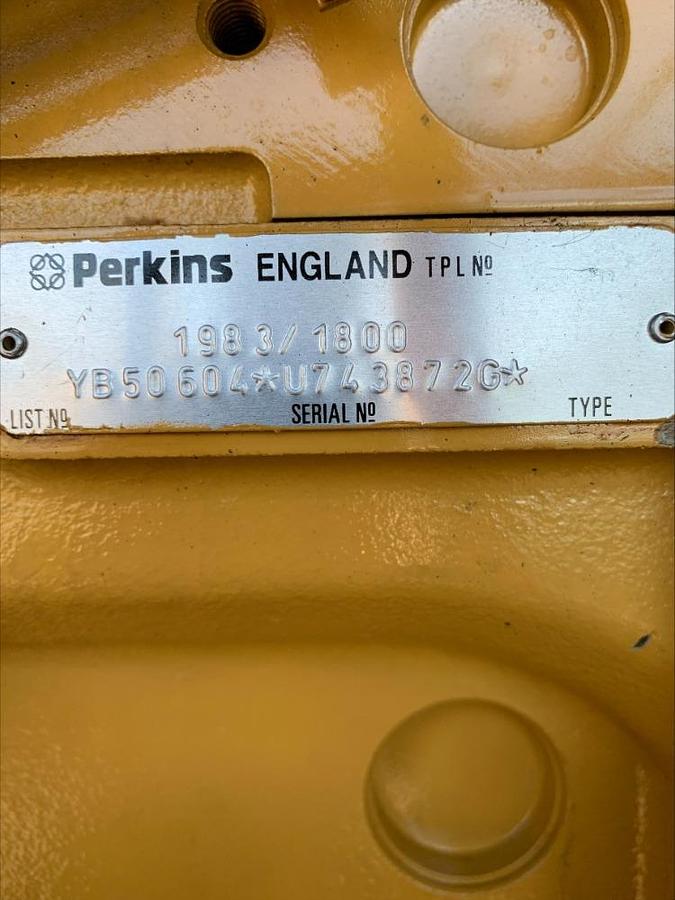 Perkins ENGLAND TPL Nº
1983/1800
YB50604*U743872G*
LIST Nº SERIAL Nº TYPE